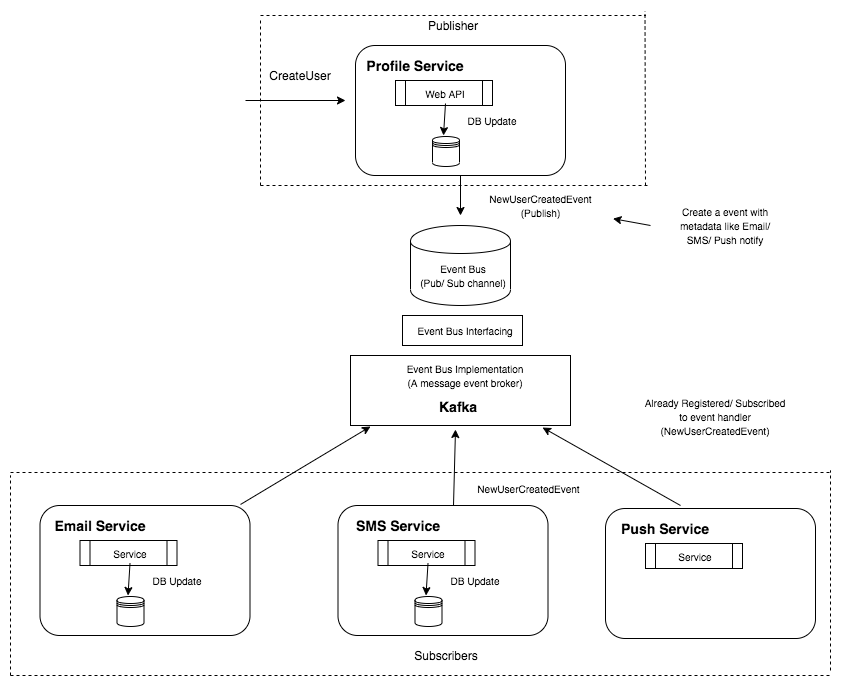 Publisher
CreateUser
Profile Service
Web API
DB Update
NewUserCreatedEvent
(Publish)
Create a event with
metadata like Email/
SMS/ Push notify
Event Bus
(Pub/ Sub channel)
Event Bus Interfacing
Event Bus Implementation
(A message event broker)
Kafka
Already Registered/ Subscribed
to event handler
(NewUserCreatedEvent)
NewUserCreatedEvent
Email Service
Service
DB Update
SMS Service
Service
DB Update
Push Service
Service
Subscribers